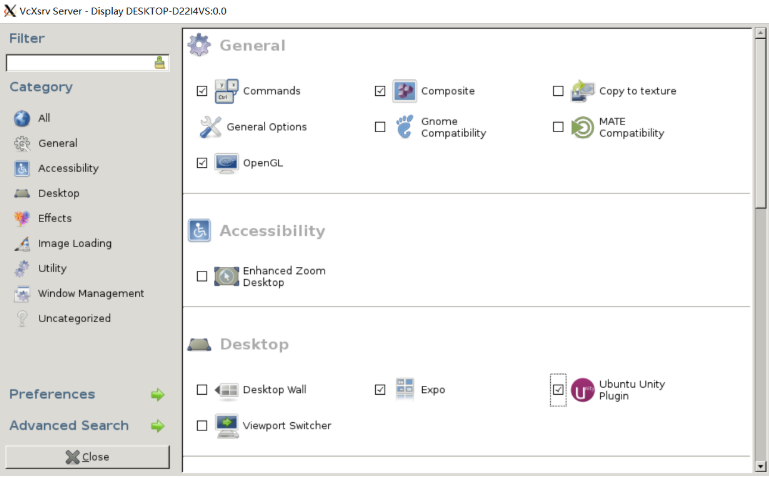 VcXsrv Server - Display DESKTOP-D22I4VS:0.0
Filter
Category
All
General
Accessibility
Desktop
Effects
Image Loading
Utility
Window Management
Uncategorized
Preferences
Advanced Search
Close
General
Commands
Composite
Copy to texture
General Options
Gnome
Compatibility
MATE
Compatibility
OpenGL
Accessibility
Enhanced Zoom
Desktop
Desktop
Desktop Wall
Expo
Ubuntu Unity
Plugin
Viewport Switcher